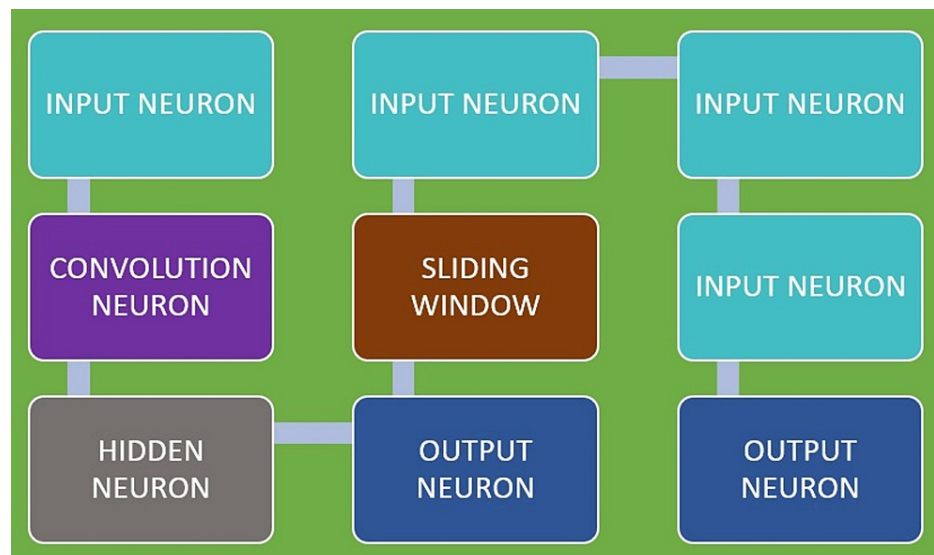 INPUT NEURON
INPUT NEURON
INPUT NEURON
CONVOLUTION
NEURON
SLIDING
WINDOW
INPUT NEURON
HIDDEN
NEURON
OUTPUT
NEURON
OUTPUT
NEURON